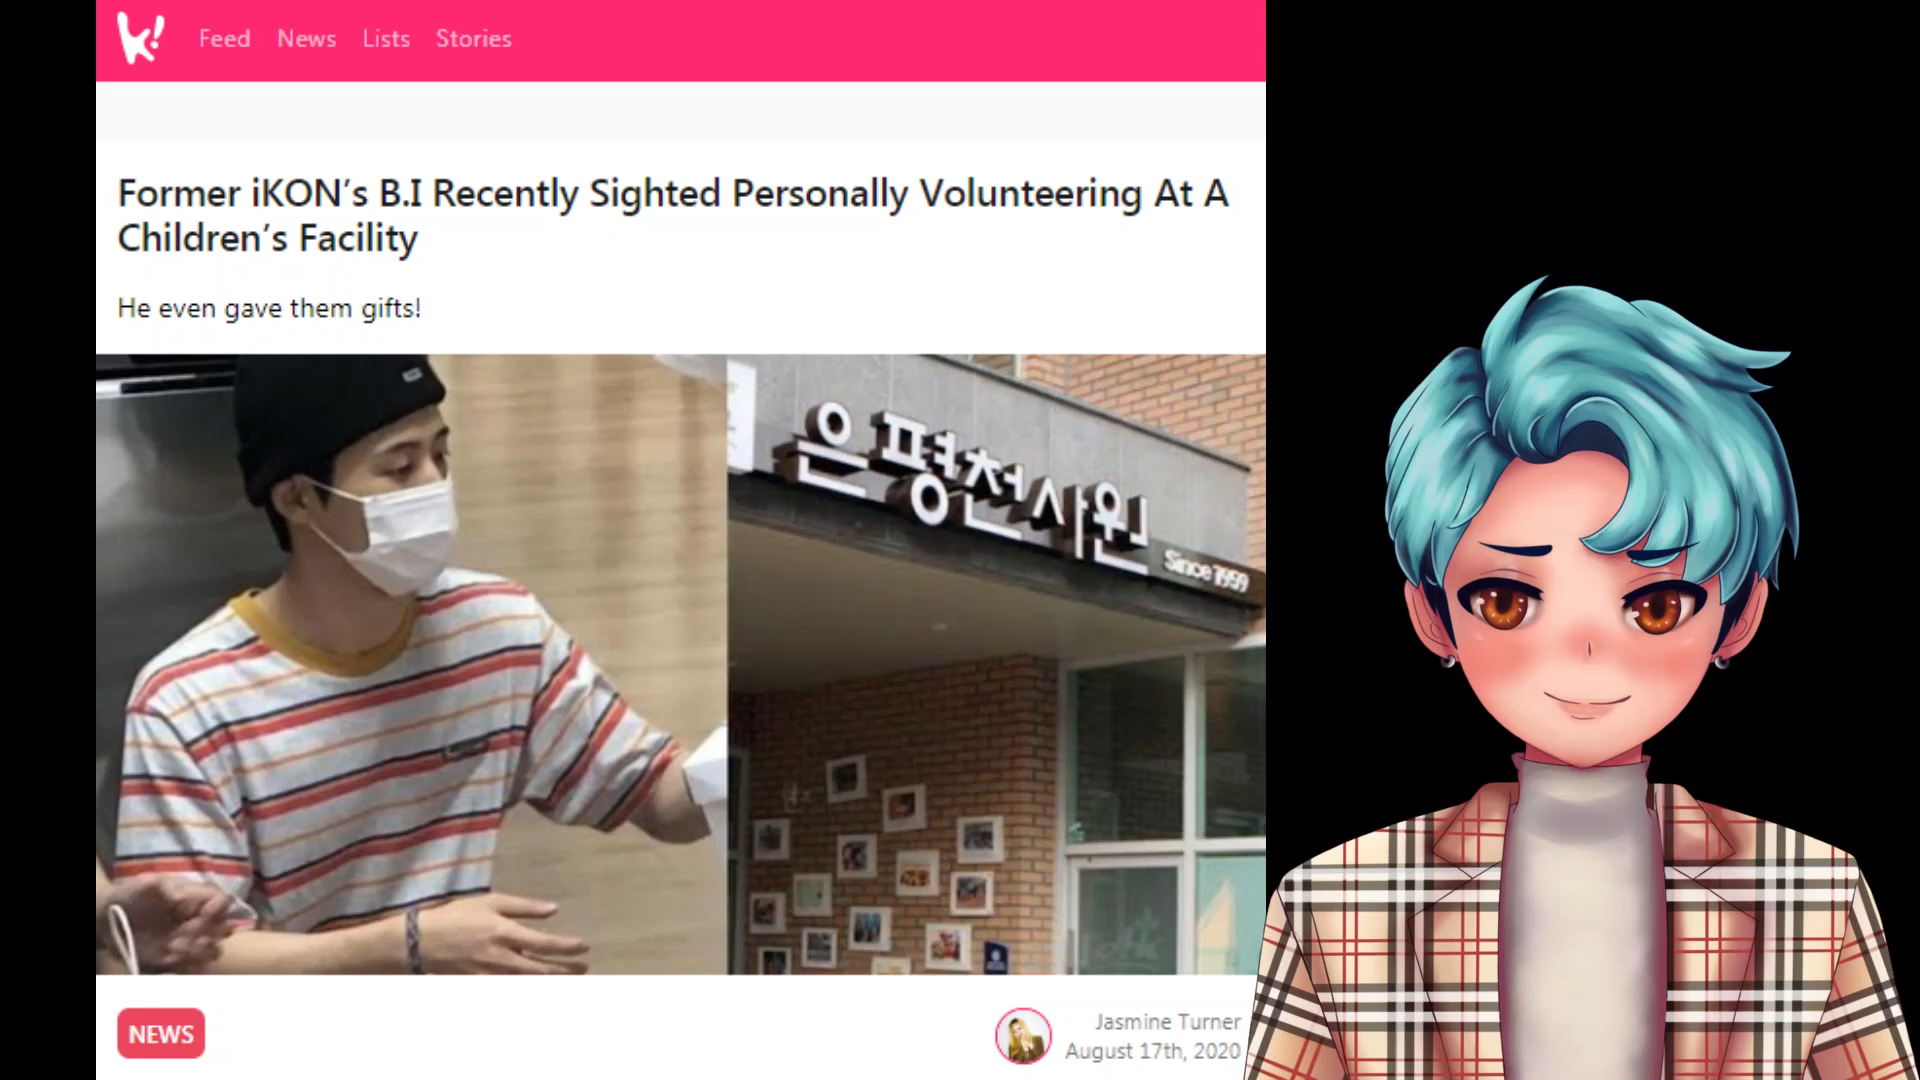 k!
Feed News Lists Stories
Former iKON’s B.I Recently Sighted Personally Volunteering At A
Children’s Facility
He even gave them gifts!
은평천사원
Since 1959
NEWS
Jasmine Turner
August 17th, 2020